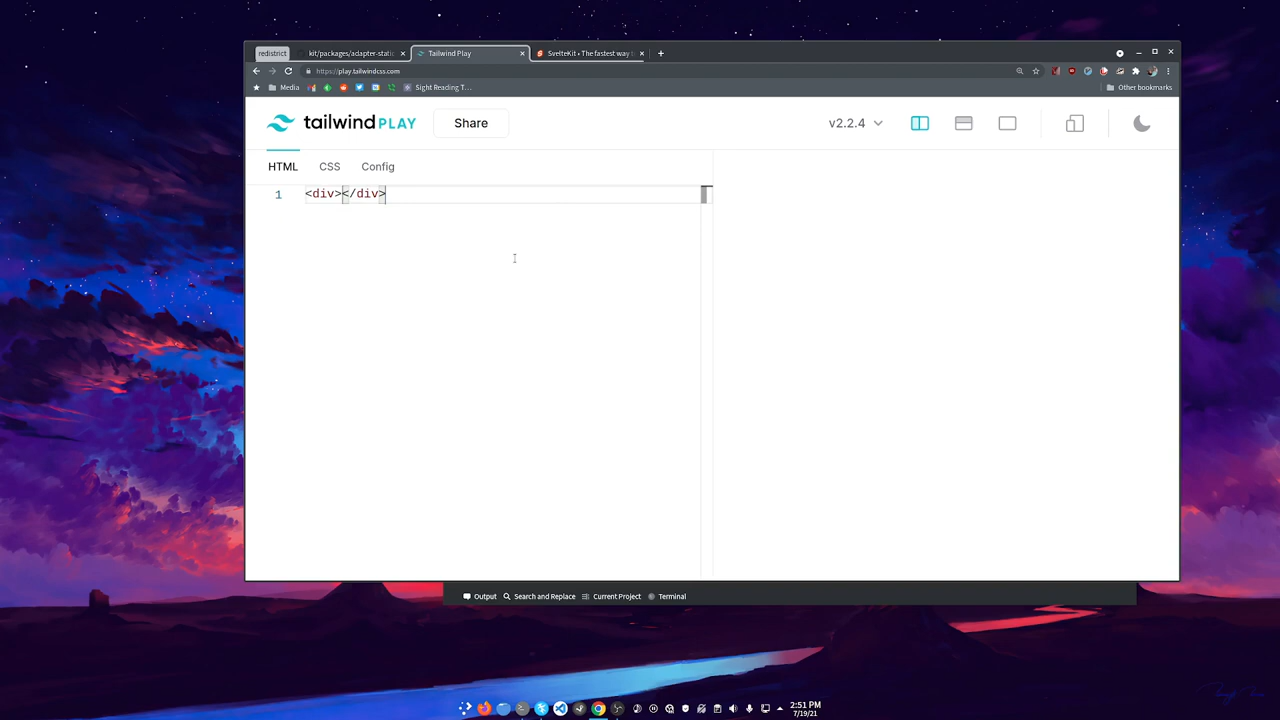 redistrict
kit/packages/adapter-stati
Tailwind Play
SvelteKit • The fastest way t
https://play.tailwindcss.com
Media
Sight Reading T…
Other bookmarks
tailwind PLAY
Share
v2.2.4
HTML
CSS
Config
1
<div></div>
Output
Search and Replace
Current Project
Terminal
2:51 PM
7/19/21